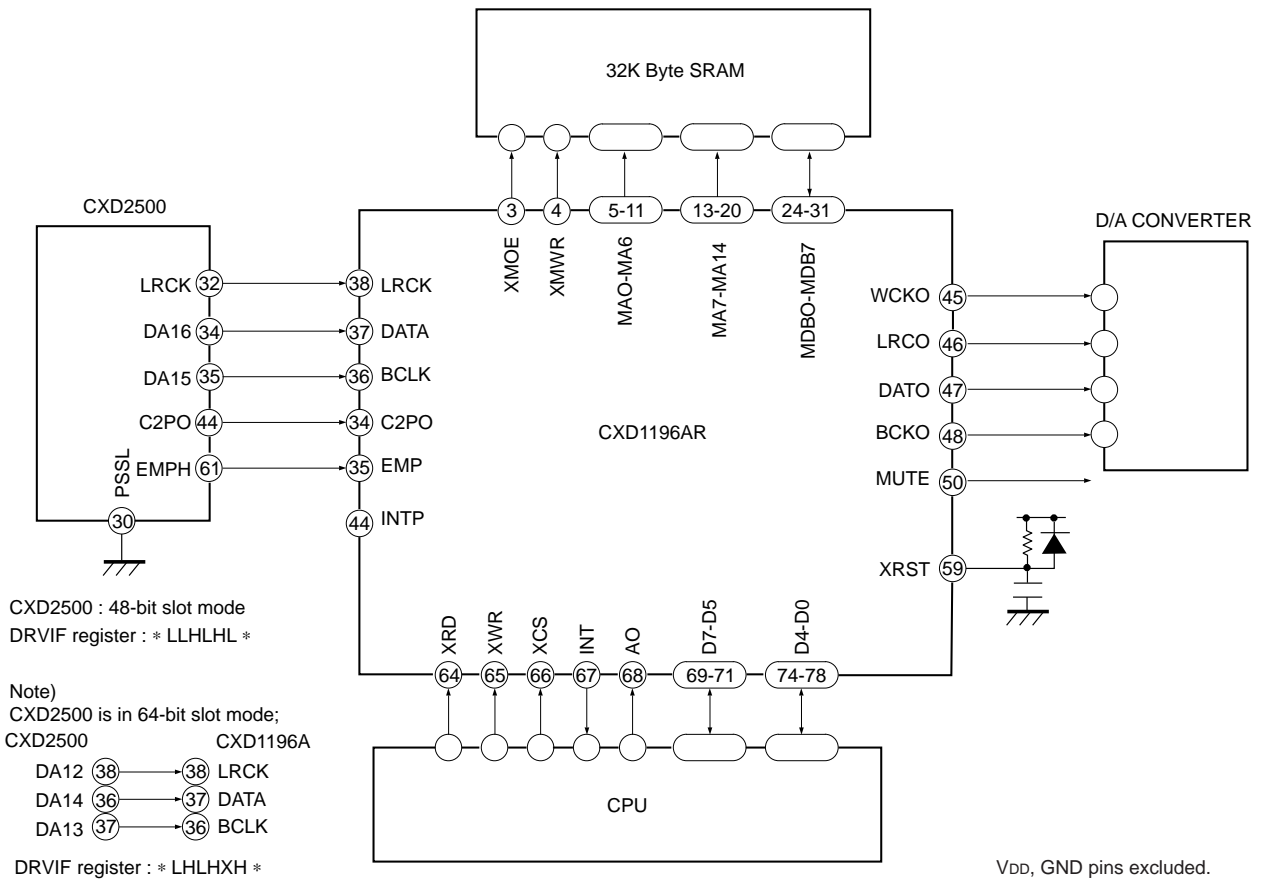 32K Byte SRAM
CXD2500
D/A CONVERTER
3
4
5-11
13-20
24-31
XMOE
XMWR
MAO-MA6
MA7-MA14
MDBO-MDB7
LRCK 32
38 LRCK
DA16 34
37 DATA
DA15 35
36 BCLK
C2PO 44
34 C2PO
EMPH 61
35 EMP
PSSL
30
44 INTP
CXD1196AR
WCKO 45
LRCO 46
DATO 47
BCKO 48
MUTE 50
XRST 59
CXD2500 : 48-bit slot mode
DRVIF register : * LLHLHL *
XRD
XWR
XCS
INT
AO
D7-D5
D4-D0
64
65
66
67
68
69-71
74-78
CPU
Note)
CXD2500 is in 64-bit slot mode;
CXD2500 CXD1196A
DA12 38 38 LRCK
DA14 36 37 DATA
DA13 37 36 BCLK
DRVIF register : * LHLHXH *
VDD, GND pins excluded.